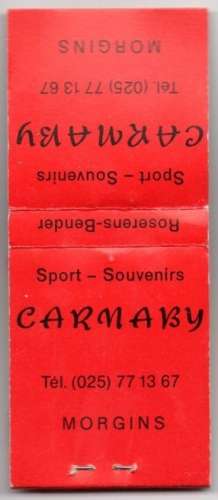 MORGINS
Tél. (025) 77 13 67
CARNABY
Sport – Souvenirs
Roserens-Bender
Sport – Souvenirs
CARNABY
Tél. (025) 77 13 67
MORGINS